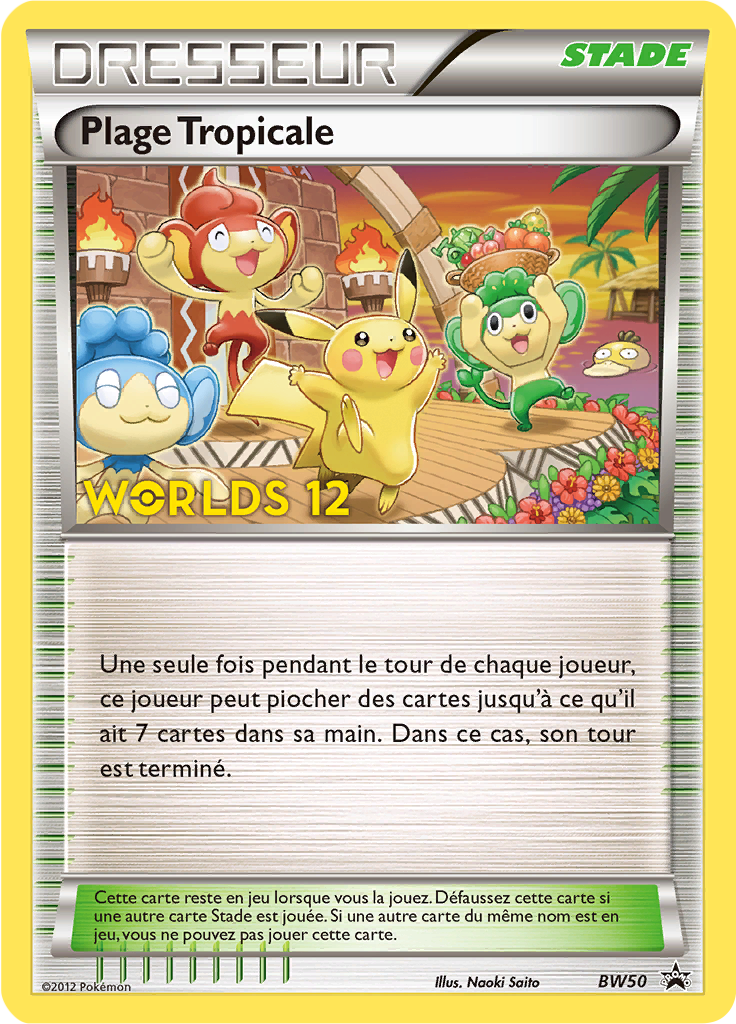 DRESSEUR
STADE
Plage Tropicale
WORLDS 12
Une seule fois pendant le tour de chaque joueur,
ce joueur peut piocher des cartes jusqu'à ce qu'il
ait 7 cartes dans sa main. Dans ce cas, son tour
est terminé.
Cette carte reste en jeu lorsque vous la jouez. Défaussez cette carte si
une autre carte Stade est jouée. Si une autre carte du même nom est en
jeu, vous ne pouvez pas jouer cette carte.
©2012 Pokémon
Illus. Naoki Saito
BW50
PROMO